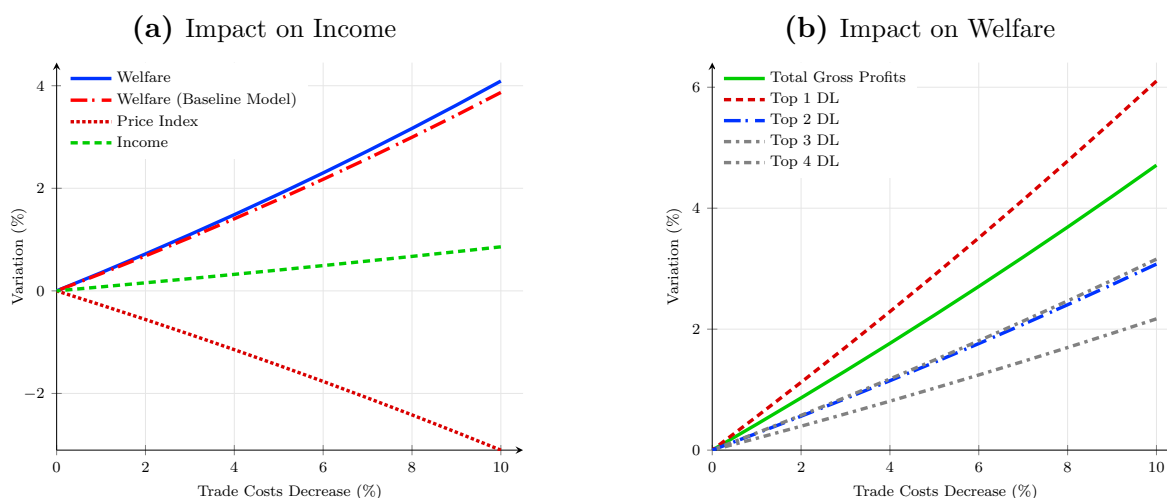 (a) Impact on Income
Variation (%)
4
2
0
−2
Welfare
Welfare (Baseline Model)
Price Index
Income
0 2 4 6 8 10
Trade Costs Decrease (%)
(b) Impact on Welfare
Variation (%)
6
4
2
0
Total Gross Profits
Top 1 DL
Top 2 DL
Top 3 DL
Top 4 DL
0 2 4 6 8 10
Trade Costs Decrease (%)